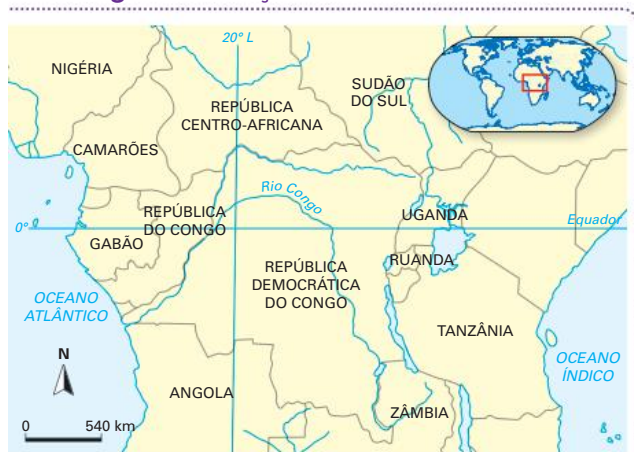 20° L
NIGÉRIA
SUDÃO
DO SUL
REPÚBLICA
CENTRO-AFRICANA
CAMARÕES
Rio Congo
REPÚBLICA
DO CONGO
UGANDA
Equador
0°
GABÃO
RUANDA
REPÚBLICA
DEMOCRÁTICA
DO CONGO
OCEANO
ATLÂNTICO
TANZÂNIA
N
OCEANO
ÍNDICO
ANGOLA
ZÂMBIA
0 540 km